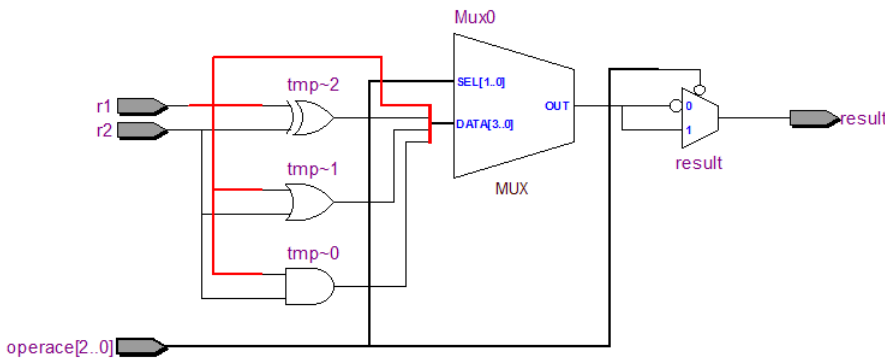 Mux0
tmp~2
SEL[1..0]
r1
OUT
0
r2
DATA[3..0]
1
result
result
tmp~1
MUX
tmp~0
operace[2..0]